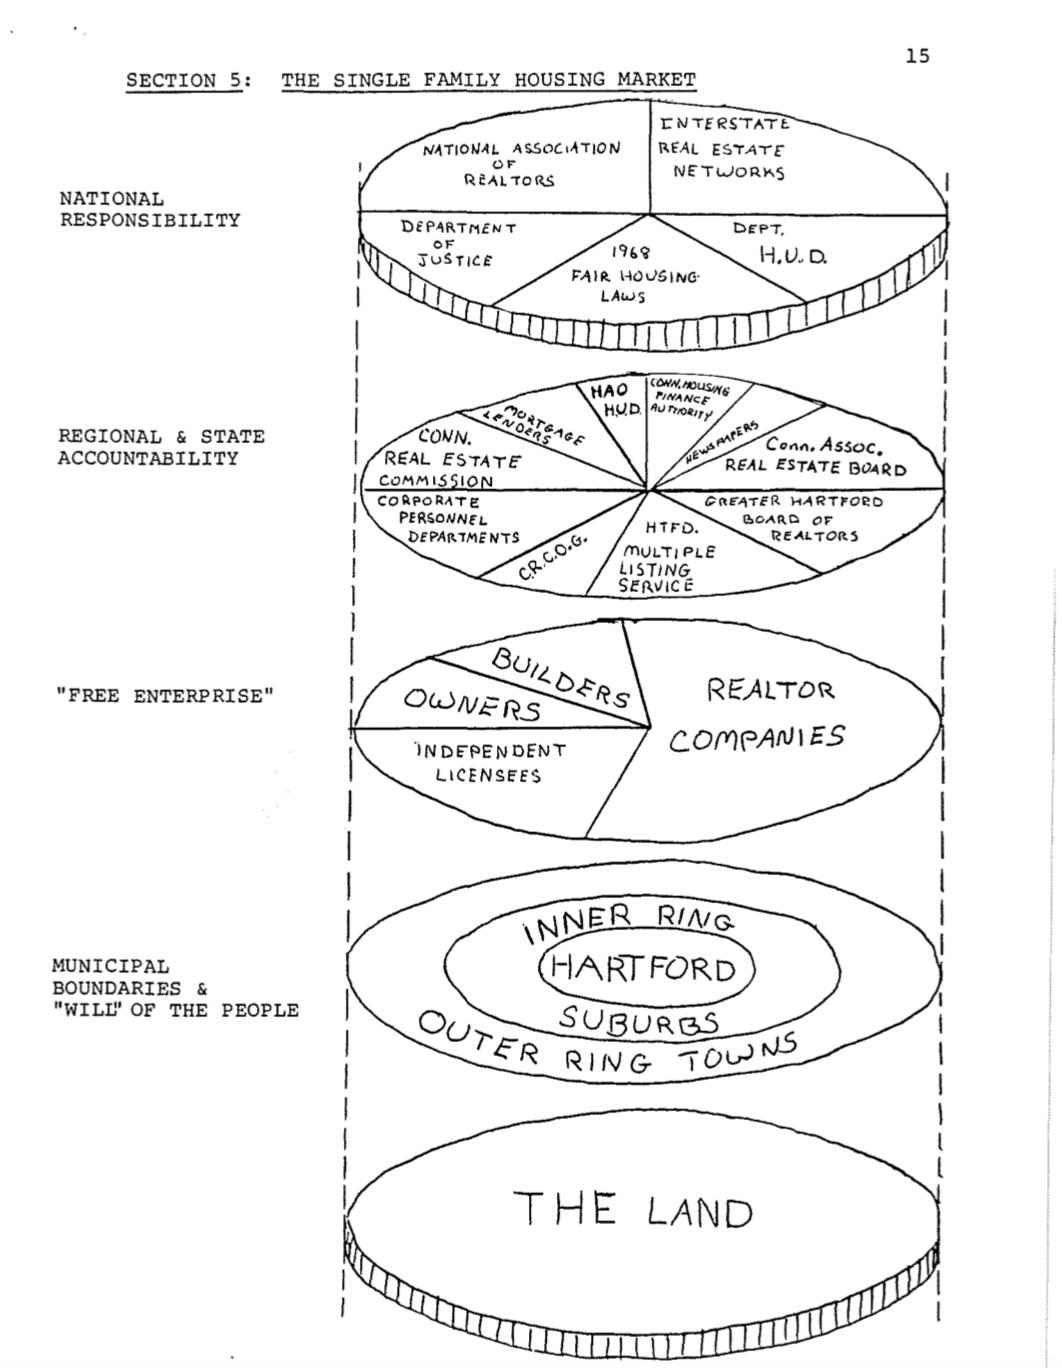 15
SECTION 5: THE SINGLE FAMILY HOUSING MARKET
NATIONAL
RESPONSIBILITY
NATIONAL ASSOCIATION
OF
REALTORS
INTERSTATE
REAL ESTATE
NETWORKS
DEPARTMENT
OF
JUSTICE
1968
FAIR HOUSING
LAWS
DEPT.
H.U.D.
REGIONAL & STATE
ACCOUNTABILITY
CONN.
REAL ESTATE
COMMISSION
MORTGAGE
LENDERS
HAO
HUD.
CONN. HOUSING
FINANCE
AUTHORITY
NEWSPAPERS
Conn. Assoc.
REAL ESTATE BOARD
CORPORATE
PERSONNEL
DEPARTMENTS
C.R.C.O.G.
HTFD.
MULTIPLE
LISTING
SERVICE
GREATER HARTFORD
BOARD OF
REALTORS
"FREE ENTERPRISE"
BUILDERS
OWNERS
INDEPENDENT
LICENSEES
REALTOR
COMPANIES
MUNICIPAL
BOUNDARIES &
"WILL" OF THE PEOPLE
INNER RING
HARTFORD
SUBURBS
OUTER RING TOWNS
THE LAND